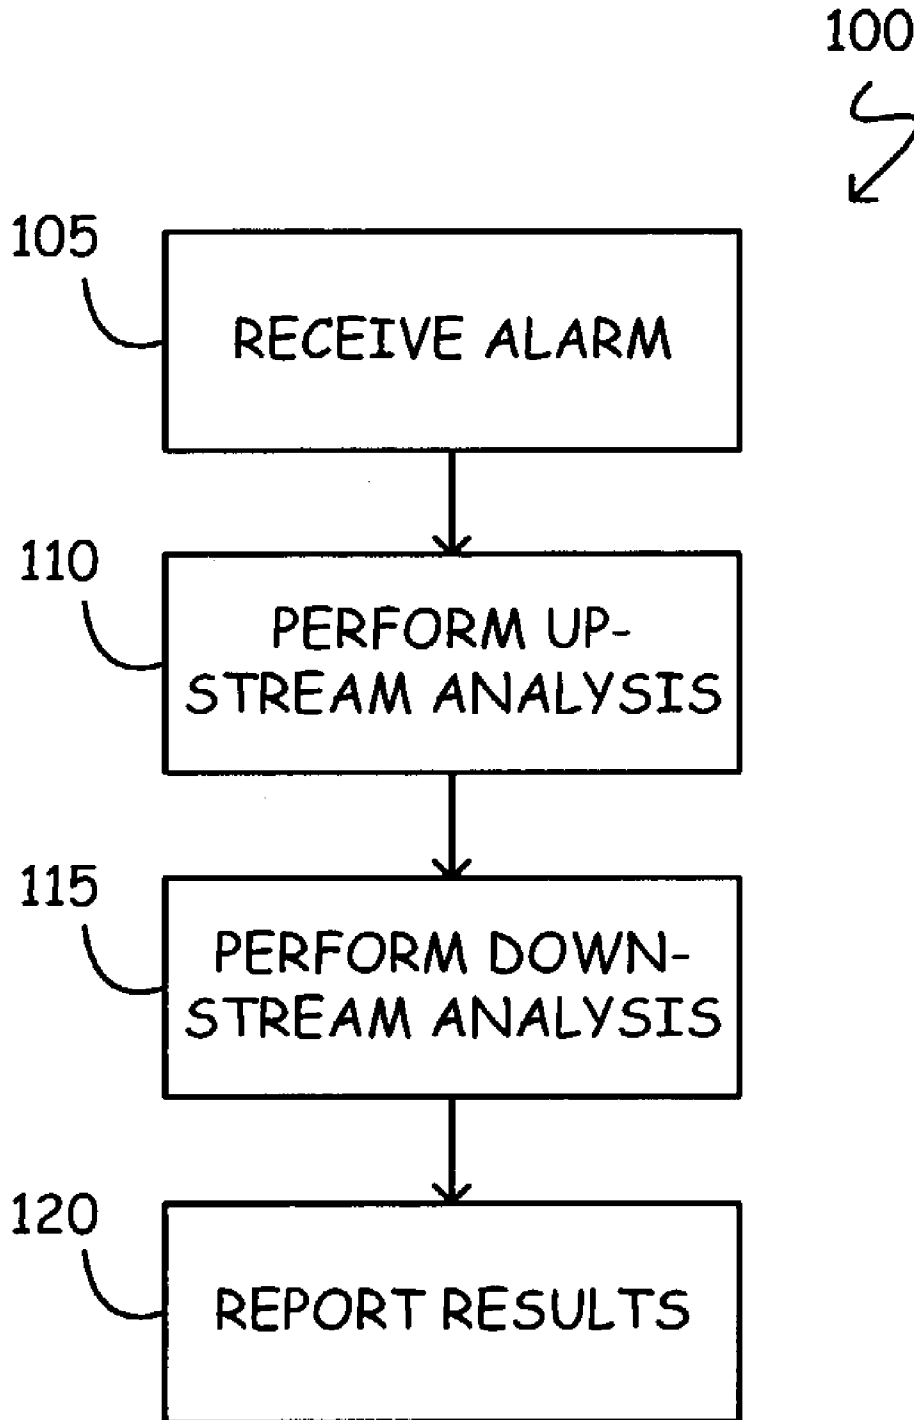 100
105
RECEIVE ALARM
110
PERFORM UP-
STREAM ANALYSIS
115
PERFORM DOWN-
STREAM ANALYSIS
120
REPORT RESULTS